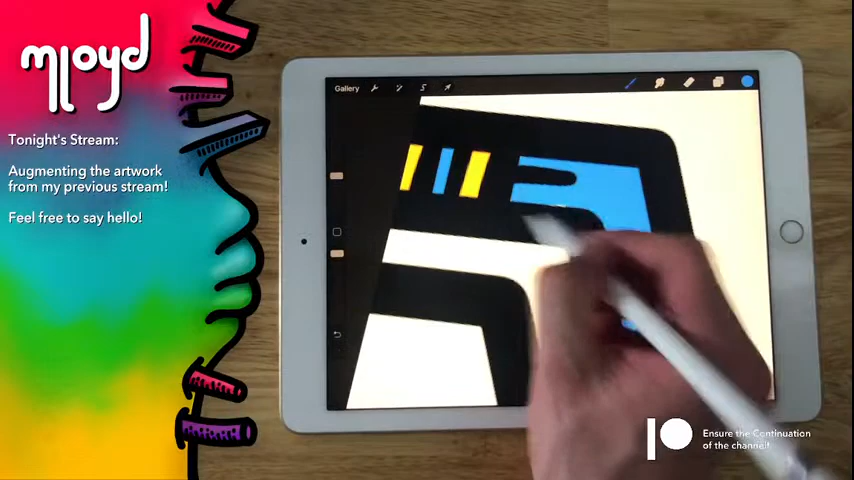 mloyd
Tonight's Stream:
Augmenting the artwork
from my previous stream!
Feel free to say hello!
Gallery
Ensure the Continuation
of the channel!